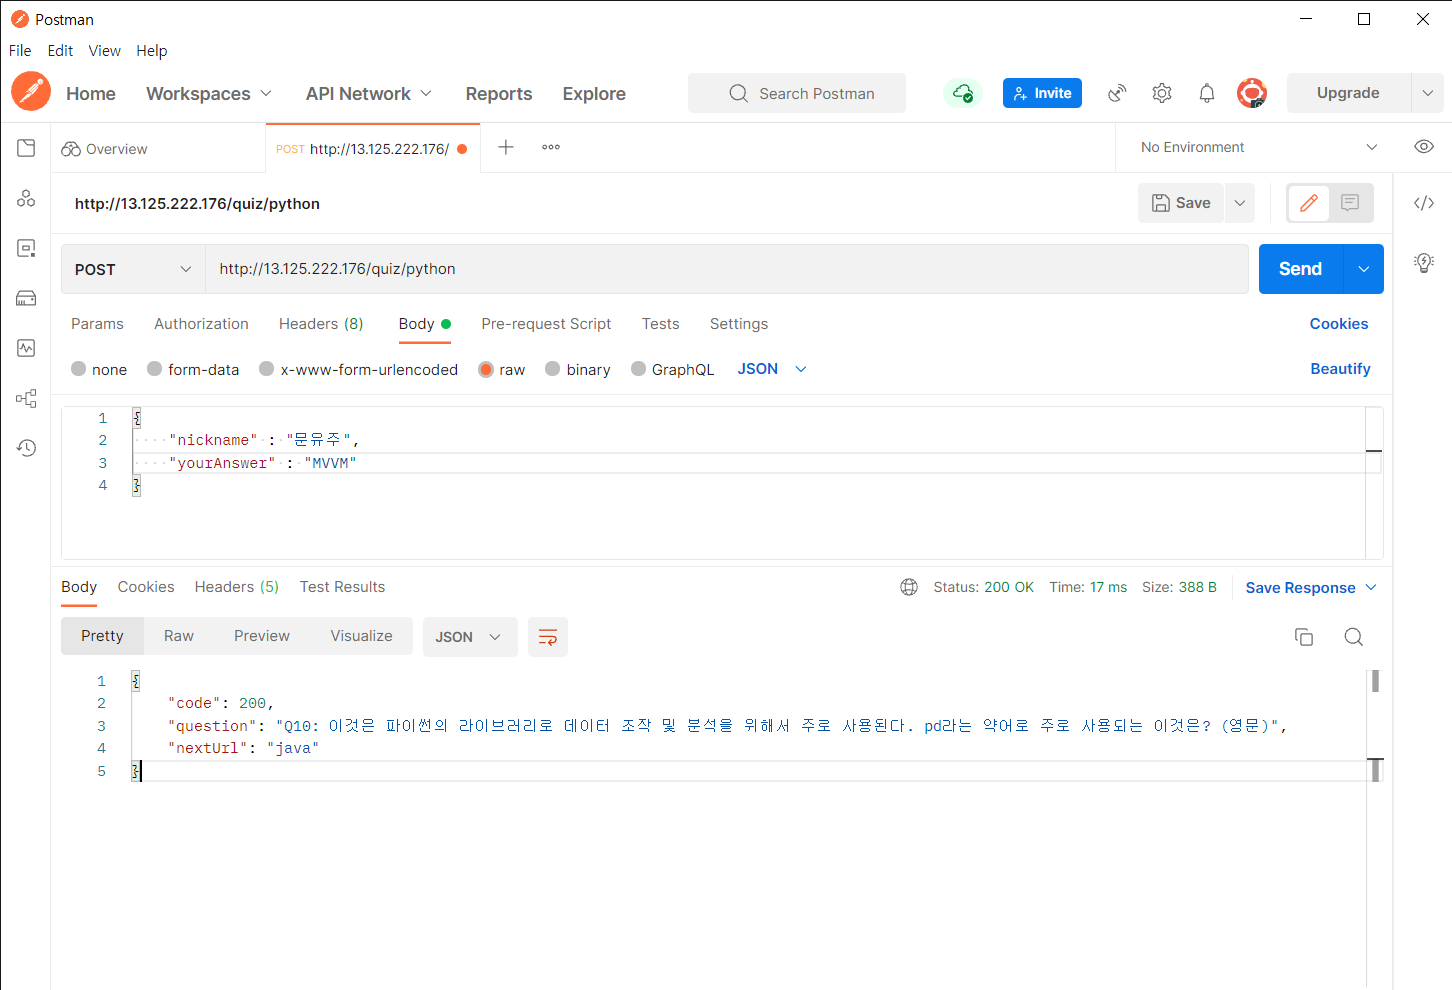 Postman
File Edit View Help
Home Workspaces API Network Reports Explore Search Postman Invite Upgrade
Overview POST http://13.125.222.176/ No Environment
http://13.125.222.176/quiz/python Save
POST http://13.125.222.176/quiz/python Send
Params Authorization Headers (8) Body Pre-request Script Tests Settings Cookies
none form-data x-www-form-urlencoded raw binary GraphQL JSON Beautify
1 {
2 "nickname" : "문유주",
3 "yourAnswer" : "MVVM"
4 }
Body Cookies Headers (5) Test Results Status: 200 OK Time: 17 ms Size: 388 B Save Response
Pretty Raw Preview Visualize JSON
1 {
2 "code": 200,
3 "question": "Q10: 이것은 파이썬의 라이브러리로 데이터 조작 및 분석을 위해서 주로 사용된다. pd라는 약어로 주로 사용되는 이것은? (영문)",
4 "nextUrl": "java"
5 }